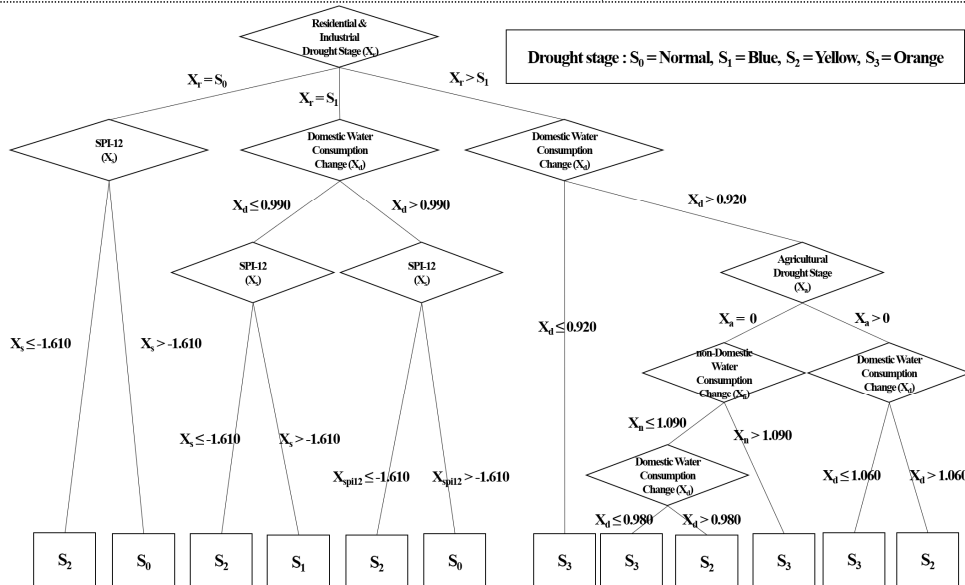 Residential &
Industrial
Drought Stage (Xr)
Drought stage : S0 = Normal, S1 = Blue, S2 = Yellow, S3 = Orange
Xr = S0
Xr = S1
Xr > S1
SPI-12
(Xs)
Domestic Water
Consumption
Change (Xd)
Domestic Water
Consumption
Change (Xd)
Xd ≤ 0.990
Xd > 0.990
Xd > 0.920
SPI-12
(Xs)
SPI-12
(Xs)
Agricultural
Drought Stage
(Xa)
Xs ≤ -1.610
Xs > -1.610
Xd ≤ 0.920
Xa = 0
Xa > 0
non-Domestic
Water
Consumption
Change (Xn)
Domestic Water
Consumption
Change (Xd)
Xs ≤ -1.610
Xs > -1.610
Xspi12 ≤ -1.610
Xspi12 > -1.610
Xn ≤ 1.090
Xn > 1.090
Domestic Water
Consumption
Change (Xd)
Xd ≤ 1.060
Xd > 1.060
Xd ≤ 0.980
Xd > 0.980
S2
S0
S2
S1
S2
S0
S3
S3
S2
S3
S3
S2